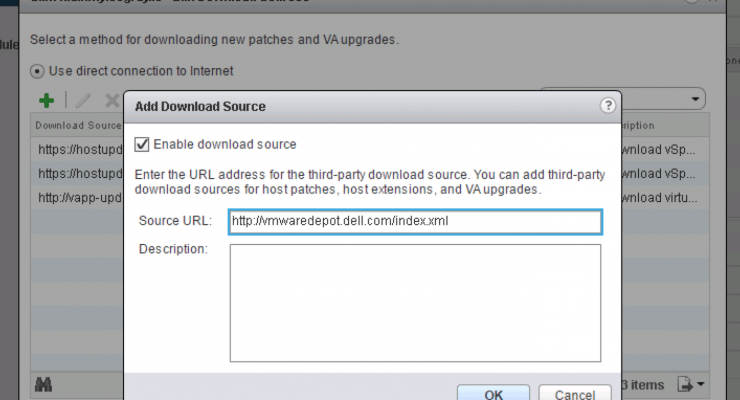 Select a method for downloading new patches and VA upgrades.
Use direct connection to Internet
Add Download Source
?
Download Source
ription
https://hostupd
wnload vSp...
https://hostupd
wnload vSp...
http://vapp-upd
wnload virtu...
Enable download source
Enter the URL address for the third-party download source. You can add third-party
download sources for host patches, host extensions, and VA upgrades.
Source URL:
http://vmwaredepot.dell.com/index.xml
Description:
3 items
OK
Cancel